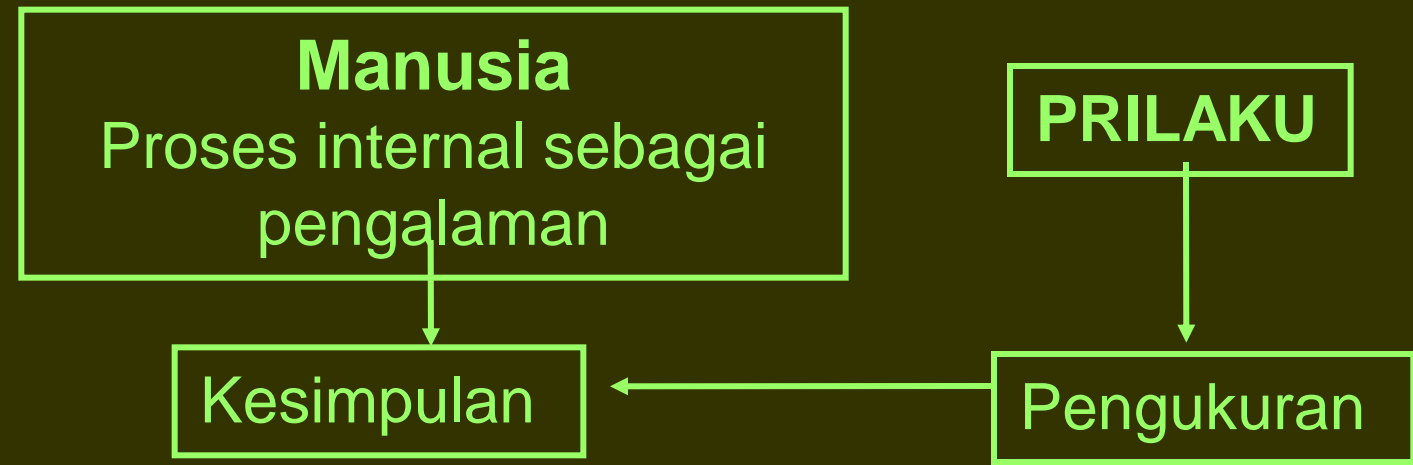 Manusia
Proses internal sebagai
pengalaman
PRILAKU
Kesimpulan
Pengukuran